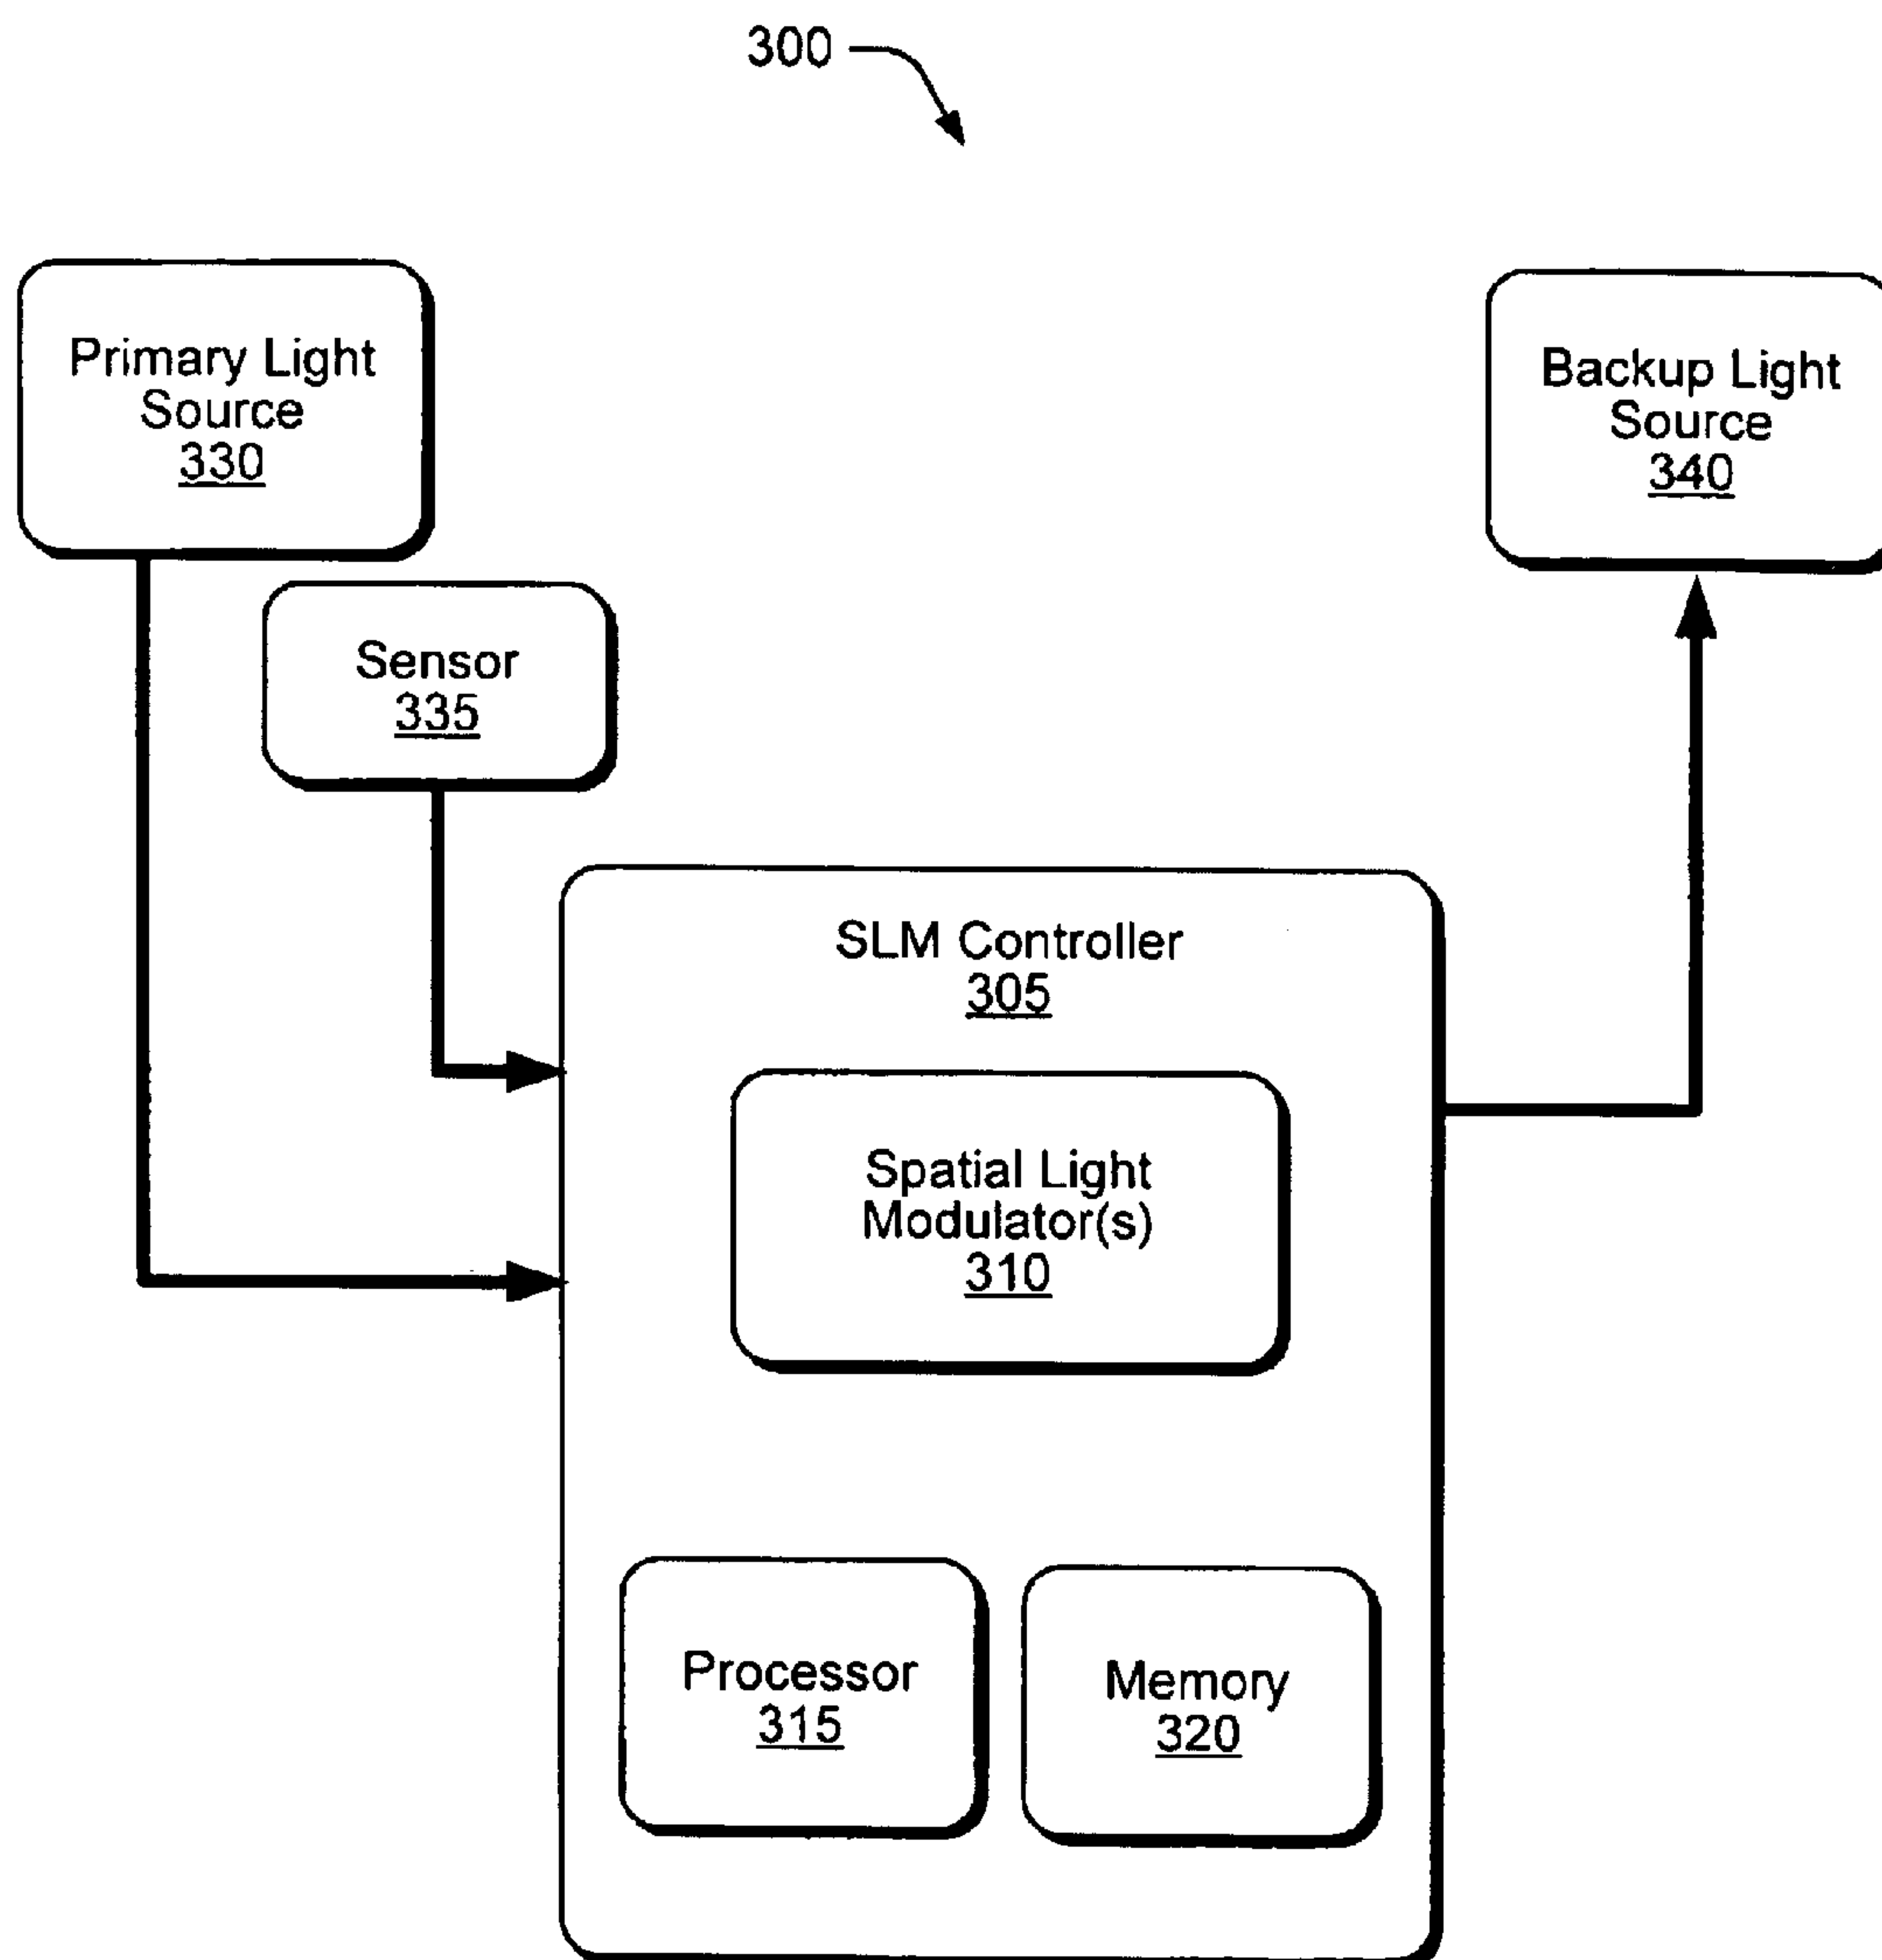 300
Primary Light
Source
330
Backup Light
Source
340
Sensor
335
SLM Controller
305
Spatial Light
Modulator(s)
310
Processor
315
Memory
320